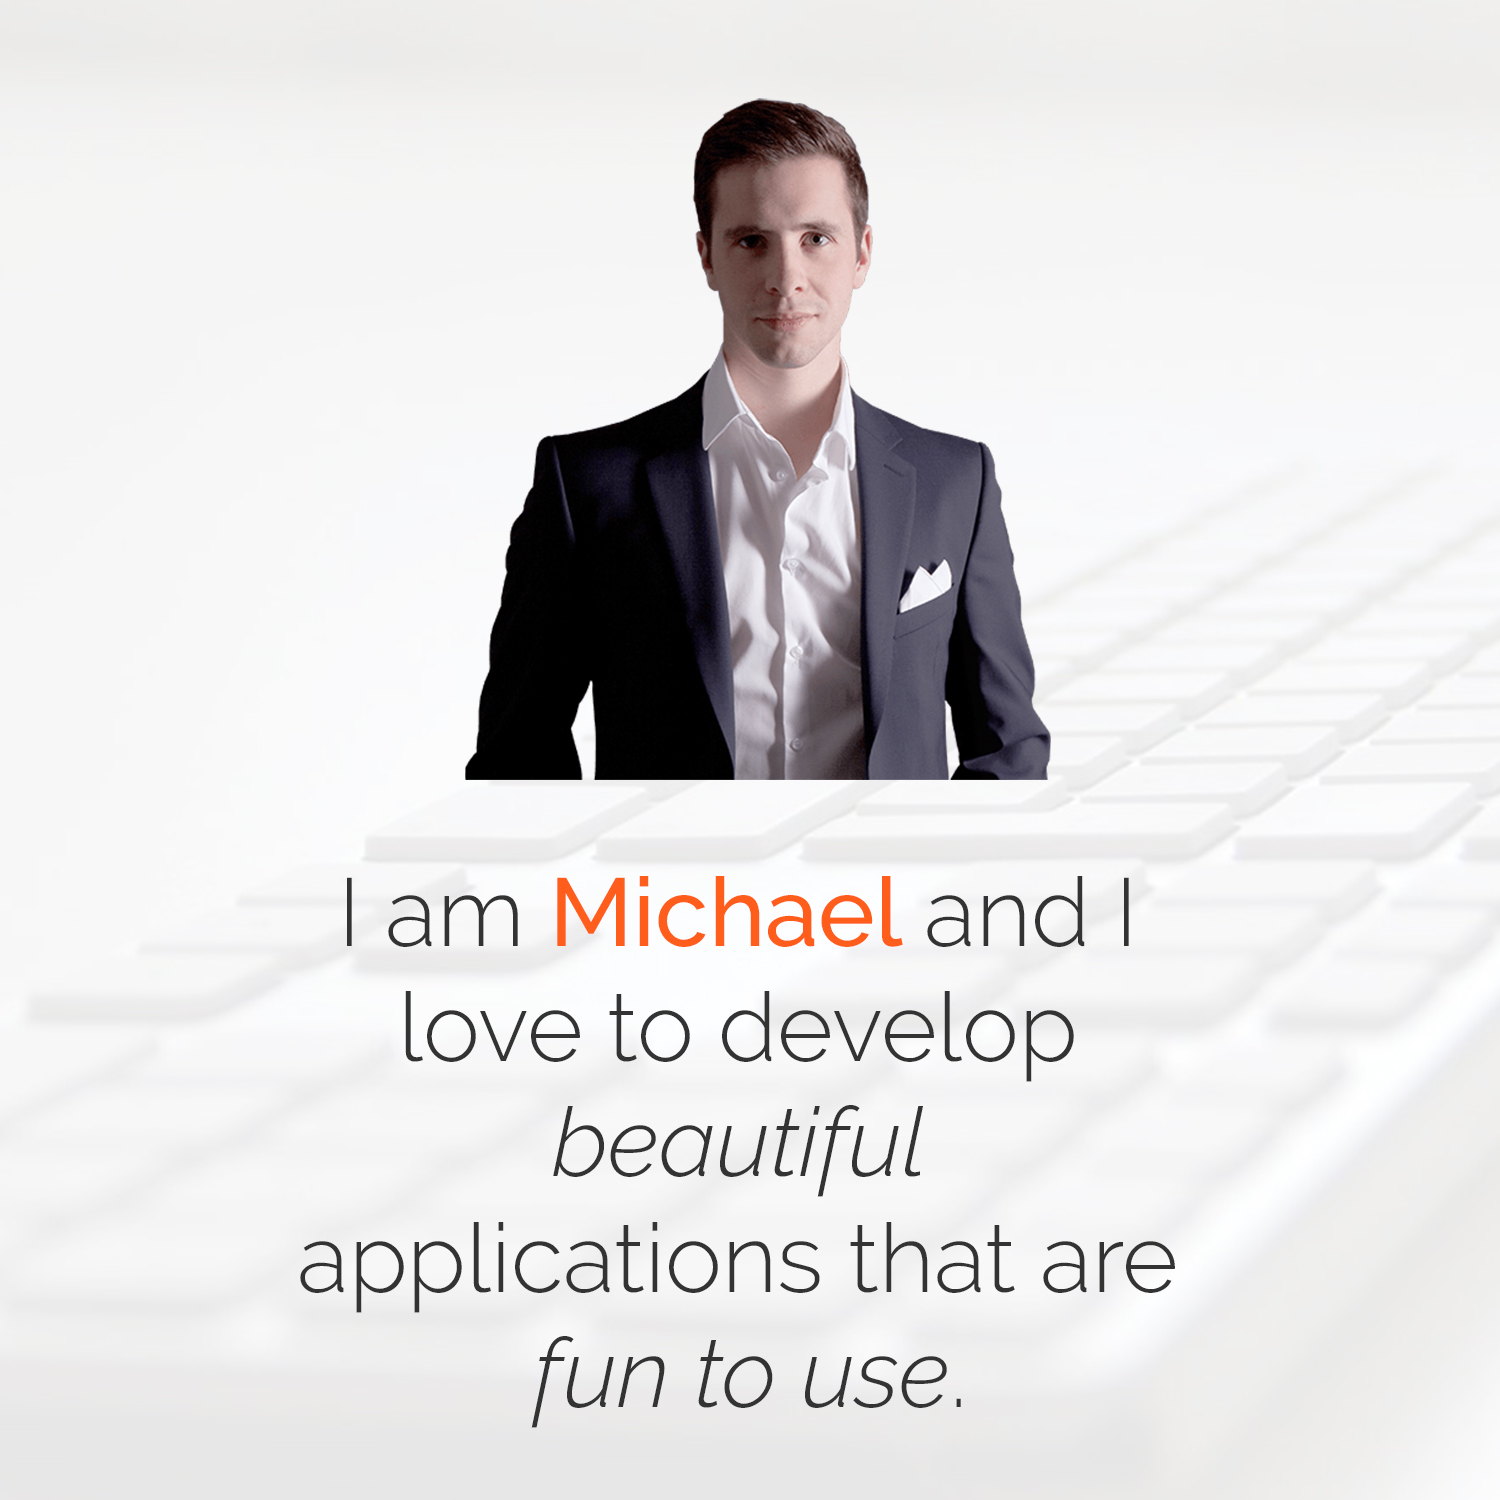 I am Michael and I
love to develop
beautiful
applications that are
fun to use.